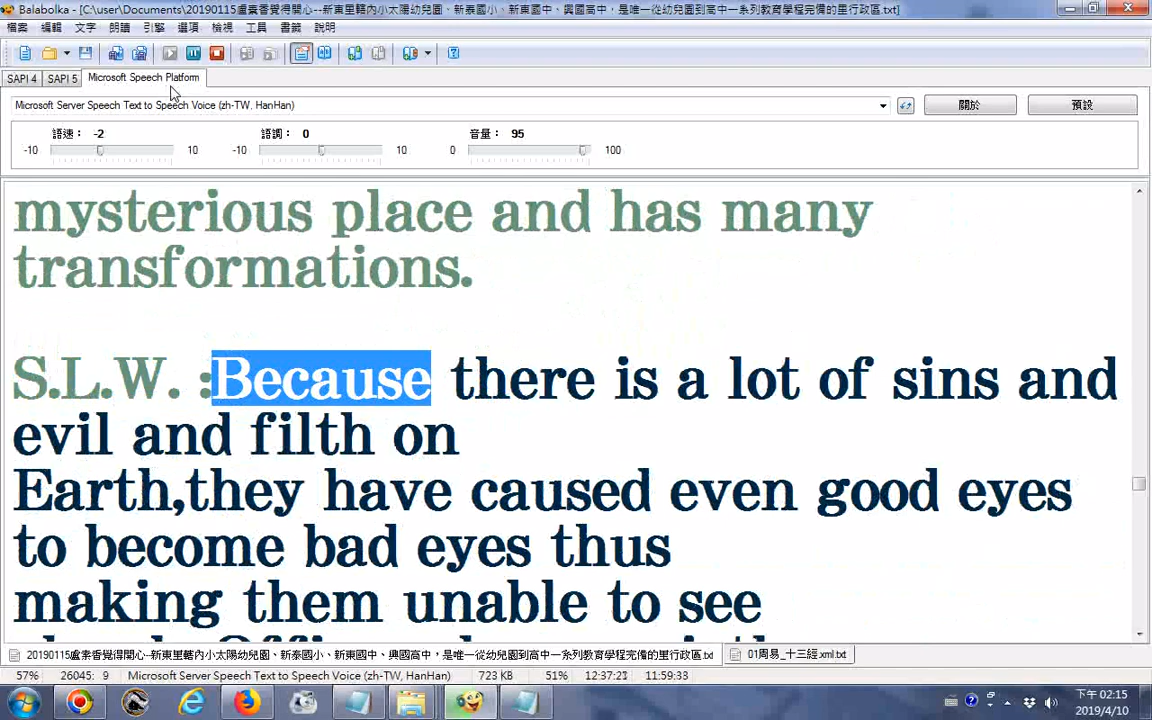 Balabolka - [C:\user\Documents\20190115盧素香覺得開心--新東里轄內小太陽幼兒園、新泰國小、新東國中、興國高中，是唯一從幼兒園到高中一系列教育學程完備的里行政區.txt]
檔案 編輯 文字 朗讀 引擎 選項 檢視 工具 書籤 說明
SAPI 4 SAPI 5 Microsoft Speech Platform
Microsoft Server Speech Text to Speech Voice (zh-TW, HanHan) 關於 預設
語速： -2 語調： 0 音量： 95
-10 10 -10 10 0 100
mysterious place and has many
transformations.
S.L.W. :Because there is a lot of sins and
evil and filth on
Earth,they have caused even good eyes
to become bad eyes thus
making them unable to see
20190115盧素香覺得開心--新東里轄內小太陽幼兒園、新泰國小、新東國中、興國高中，是唯一從幼兒園到高中一系列教育學程完備的里行政區.txt 01周易_十三經.xml.txt
57% 26045: 9 Microsoft Server Speech Text to Speech Voice (zh-TW, HanHan) 723 KB 51% 12:37:21 11:59:33
下午 02:15
2019/4/10